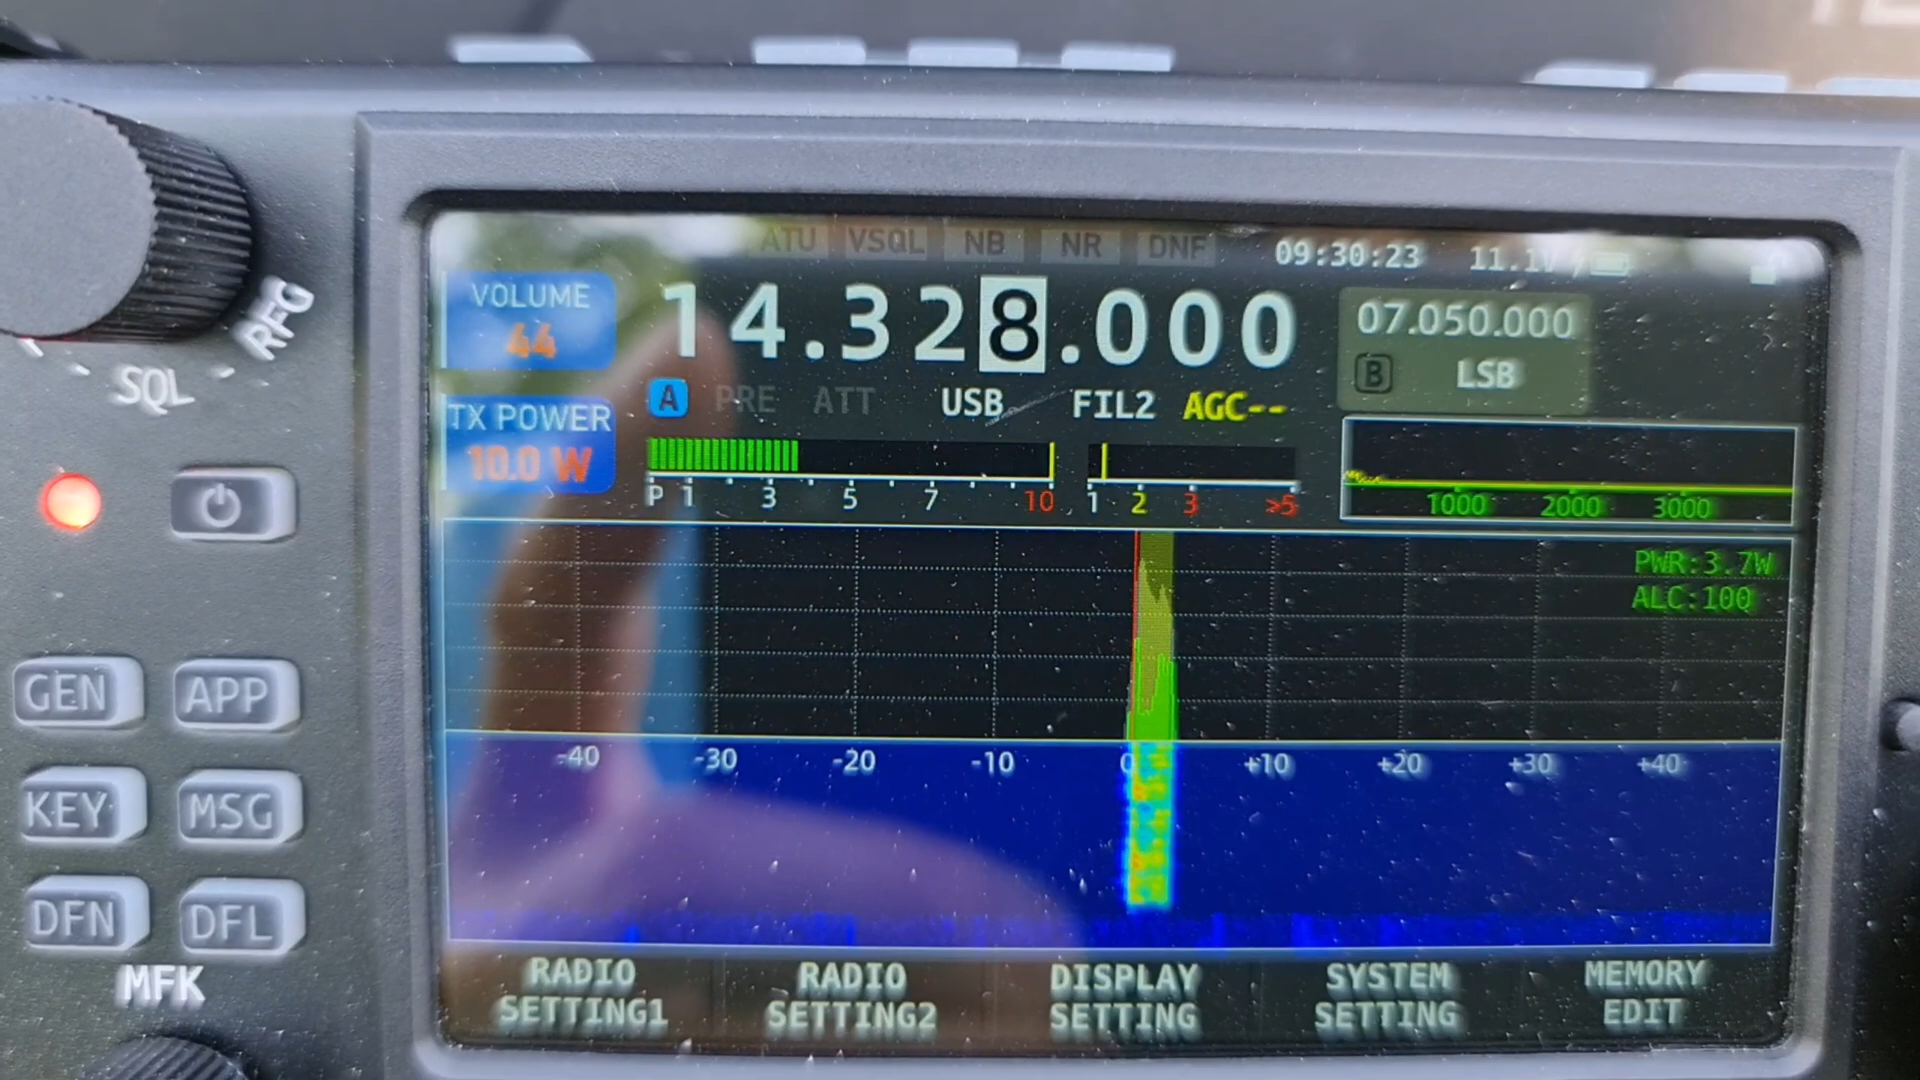 ATU VSQL NB NR DNF 09:30:23 11.1V
VOLUME
44
14.328.000
07.050.000
B LSB
A PRE ATT USB FIL2 AGC--
TX POWER
10.0 W
P 1 3 5 7 10 1 2 3 >5
1000 2000 3000
PWR:3.7W
ALC:100
-40 -30 -20 -10 0 +10 +20 +30 +40
RADIO SETTING1
RADIO SETTING2
DISPLAY SETTING
SYSTEM SETTING
MEMORY EDIT
RFG
SQL
GEN APP
KEY MSG
DFN DFL
MFK